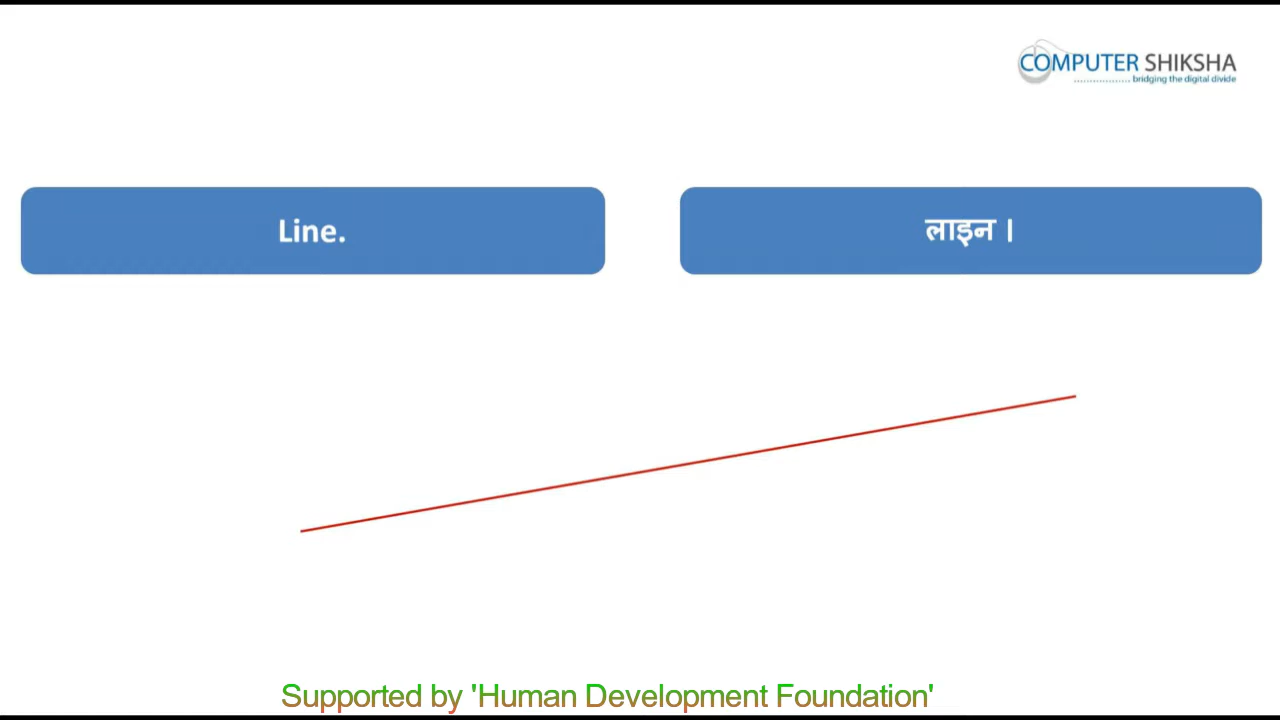 COMPUTER SHIKSHA
.................. bridging the digital divide
Line.
लाइन ।
Supported by 'Human Development Foundation'